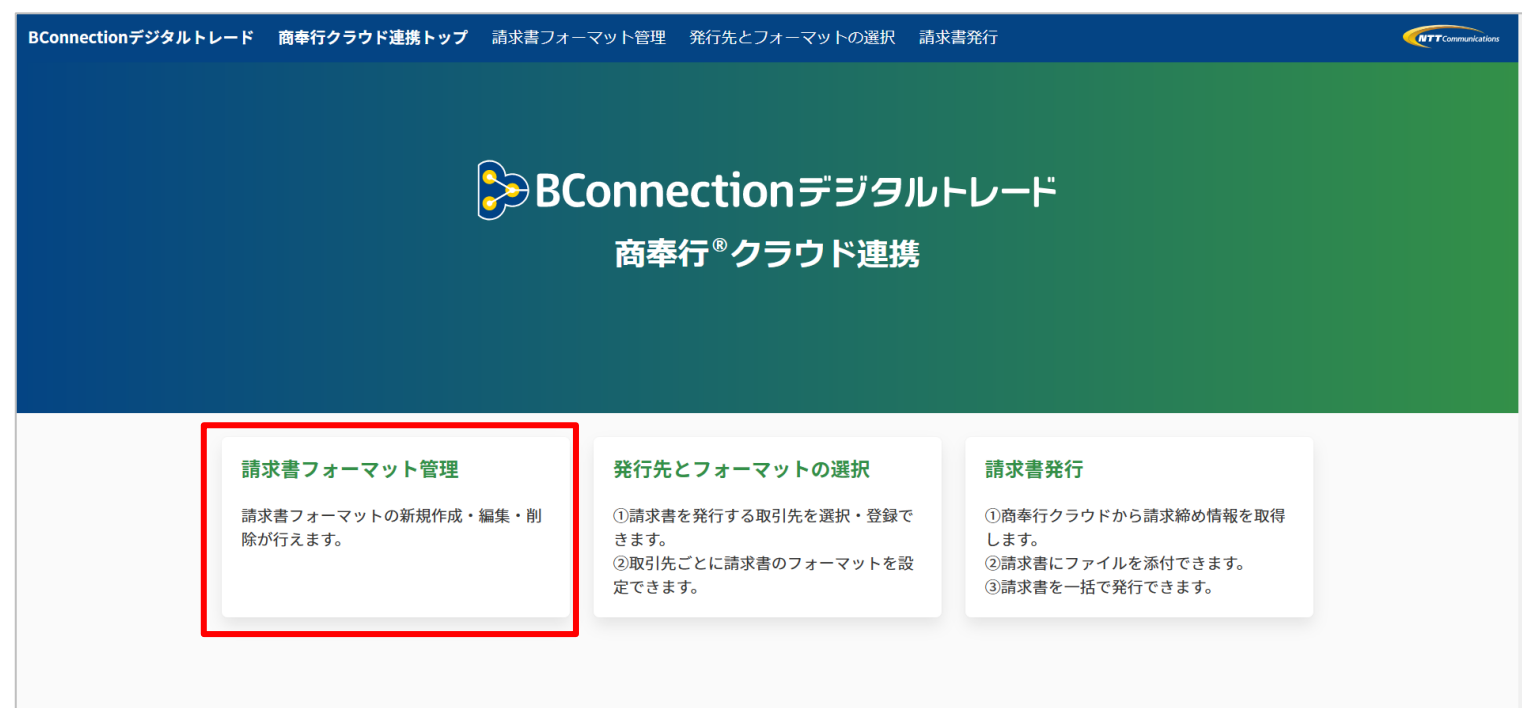 BConnectionデジタルトレード 商奉行クラウド連携トップ 請求書フォーマット管理 発行先とフォーマットの選択 請求書発行 NTT Communications
BConnectionデジタルトレード
商奉行®クラウド連携
請求書フォーマット管理
請求書フォーマットの新規作成・編集・削
除が行えます。
発行先とフォーマットの選択
①請求書を発行する取引先を選択・登録で
きます。
②取引先ごとに請求書のフォーマットを設
定できます。
請求書発行
①商奉行クラウドから請求締め情報を取得
します。
②請求書にファイルを添付できます。
③請求書を一括で発行できます。